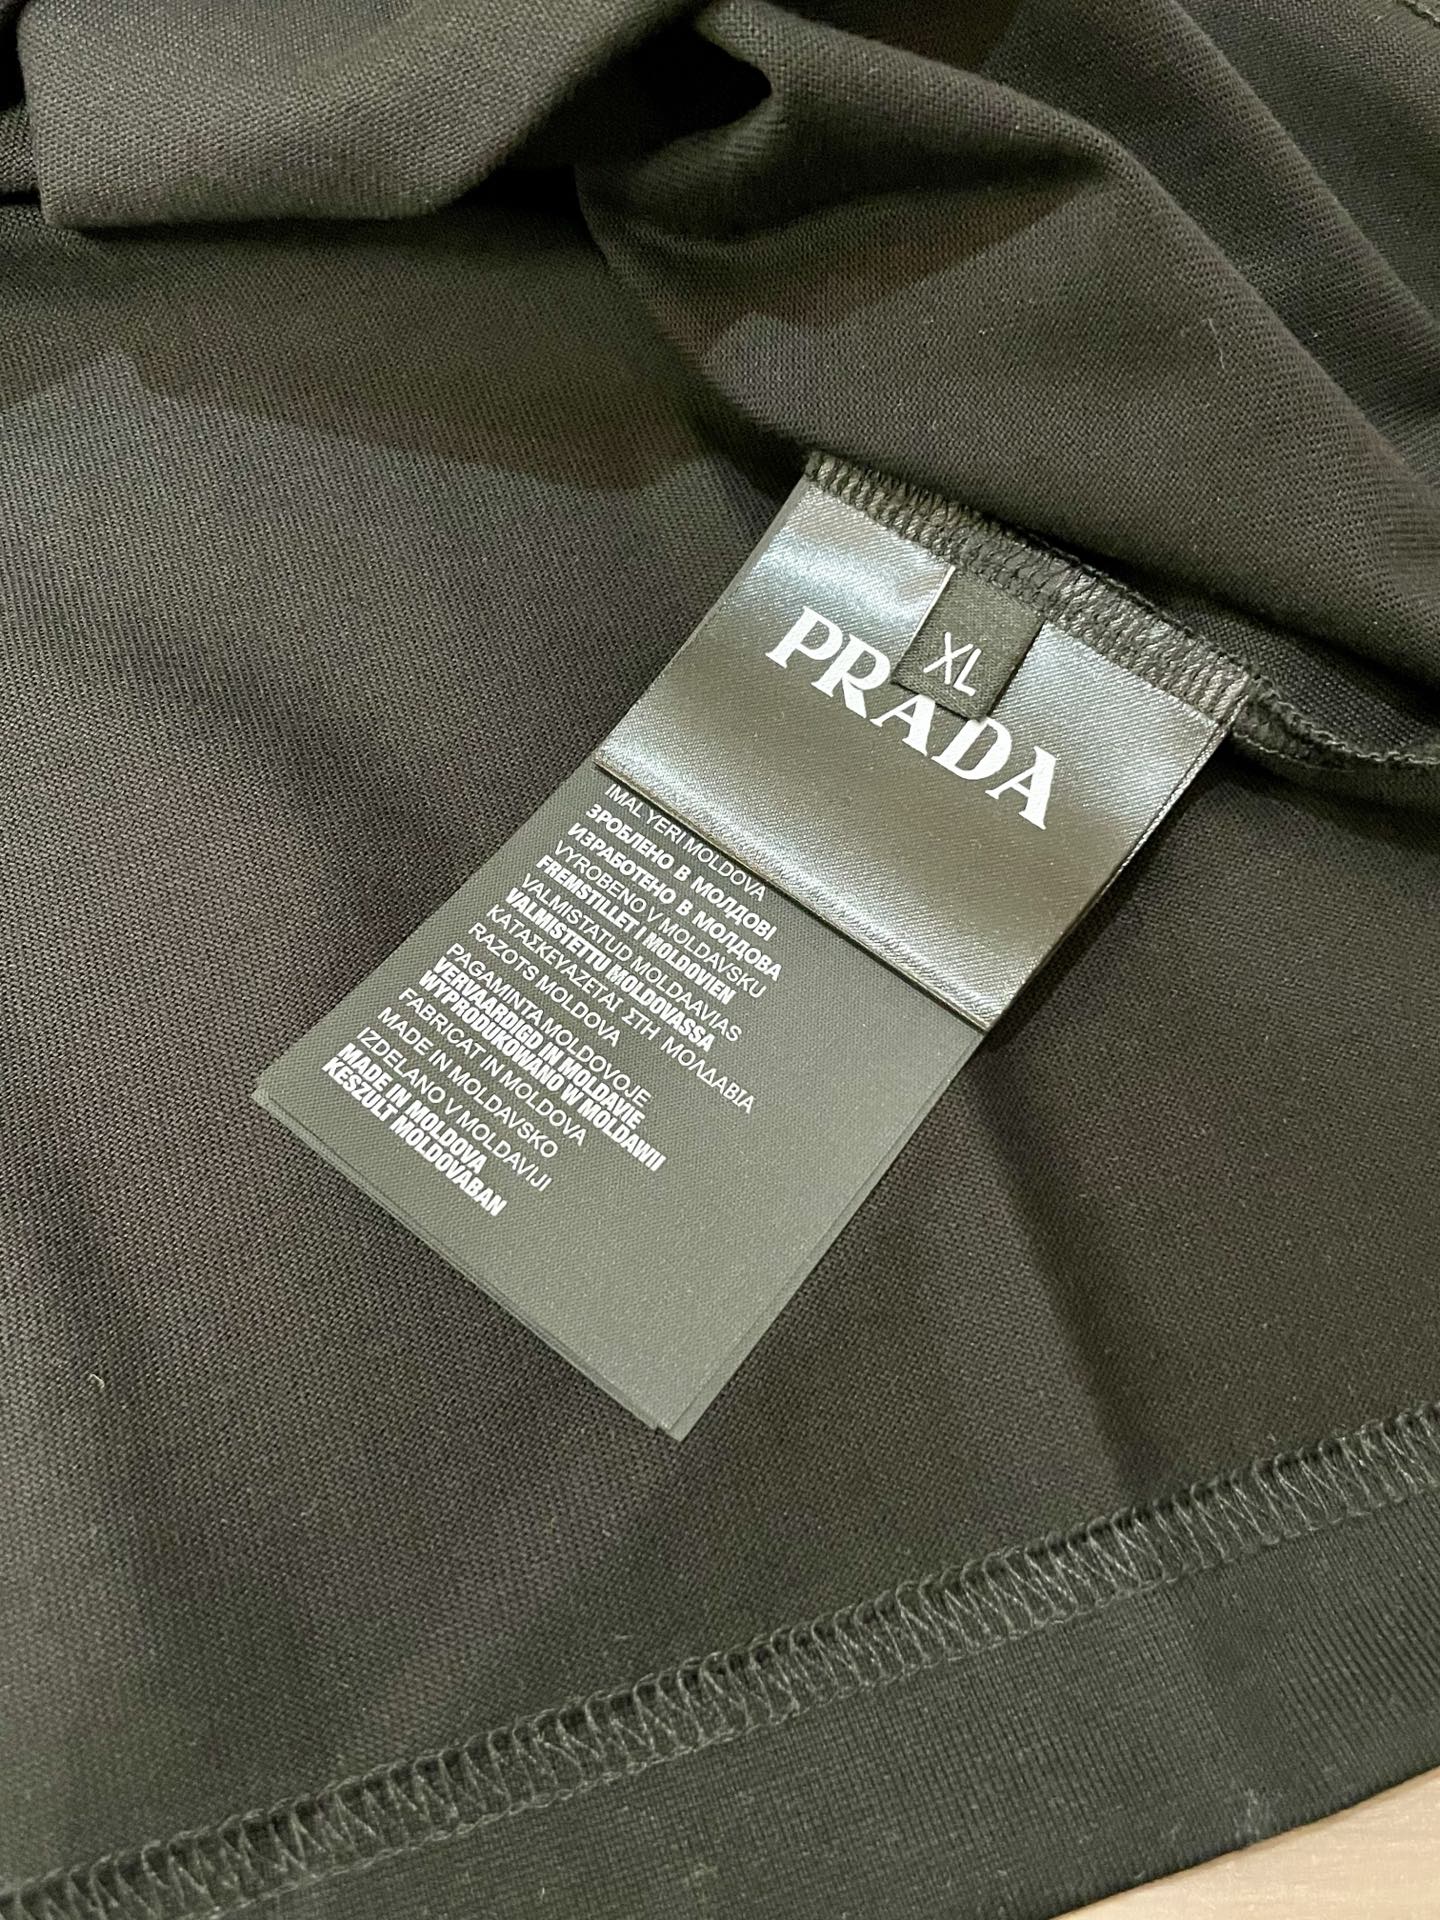 PRADA
XL
IMAL YERI MOLDOVA
ЗРОБЛЕНО В МОЛДОВІ
ИЗРАБОТЕНО В МОЛДОВА
VYROBENO V MOLDAVSKU
FREMSTILLET I MOLDOVIEN
VALMISTATUD MOLDAAVIAS
VALMISTETTU MOLDOVASSA
ΚΑΤΑΣΚΕΥΑΖΕΤΑΙ ΣΤΗ ΜΟΛΔΑΒΙΑ
RAZOTS MOLDOVA
PAGAMINTA MOLDOVOJE
VERVAARDIGD IN MOLDAVIE
WYPRODUKOWANO W MOLDAWII
FABRICAT IN MOLDOVA
MADE IN MOLDAVSKO
IZDELANO V MOLDAVIJI
MADE IN MOLDOVA
KESZULT MOLDOVABAN